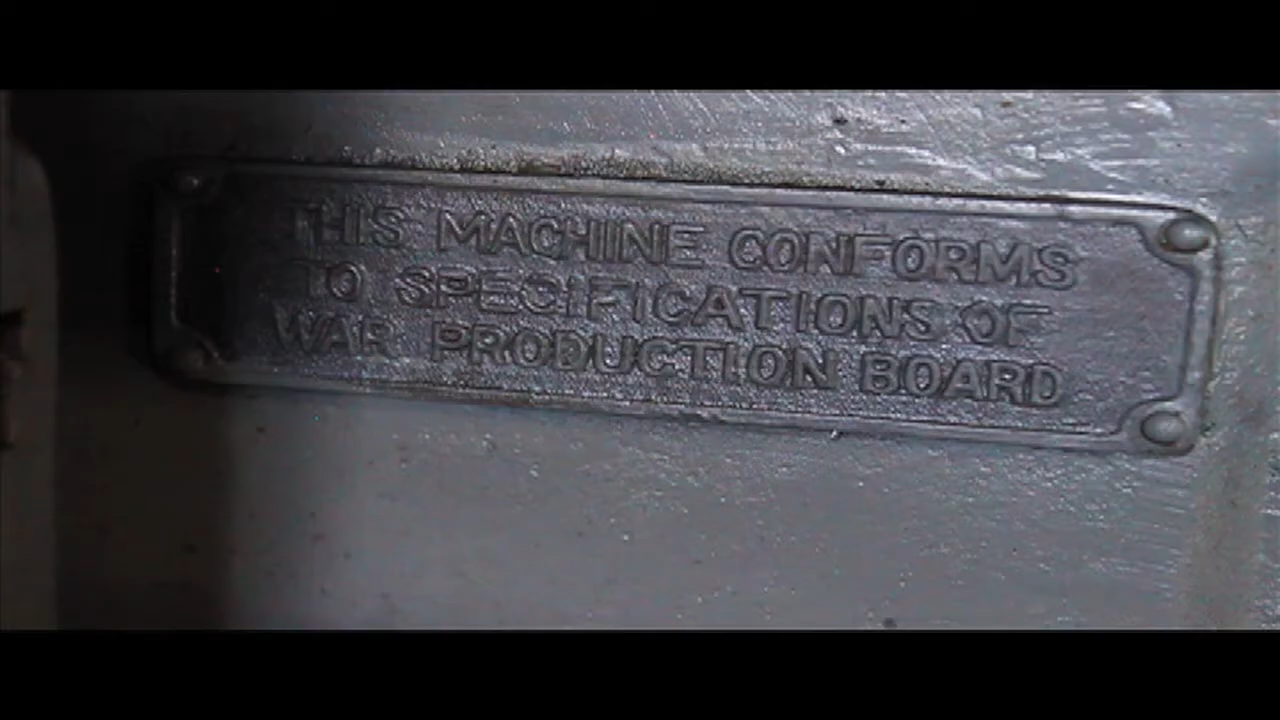 THIS MACHINE CONFORMS
TO SPECIFICATIONS OF
WAR PRODUCTION BOARD